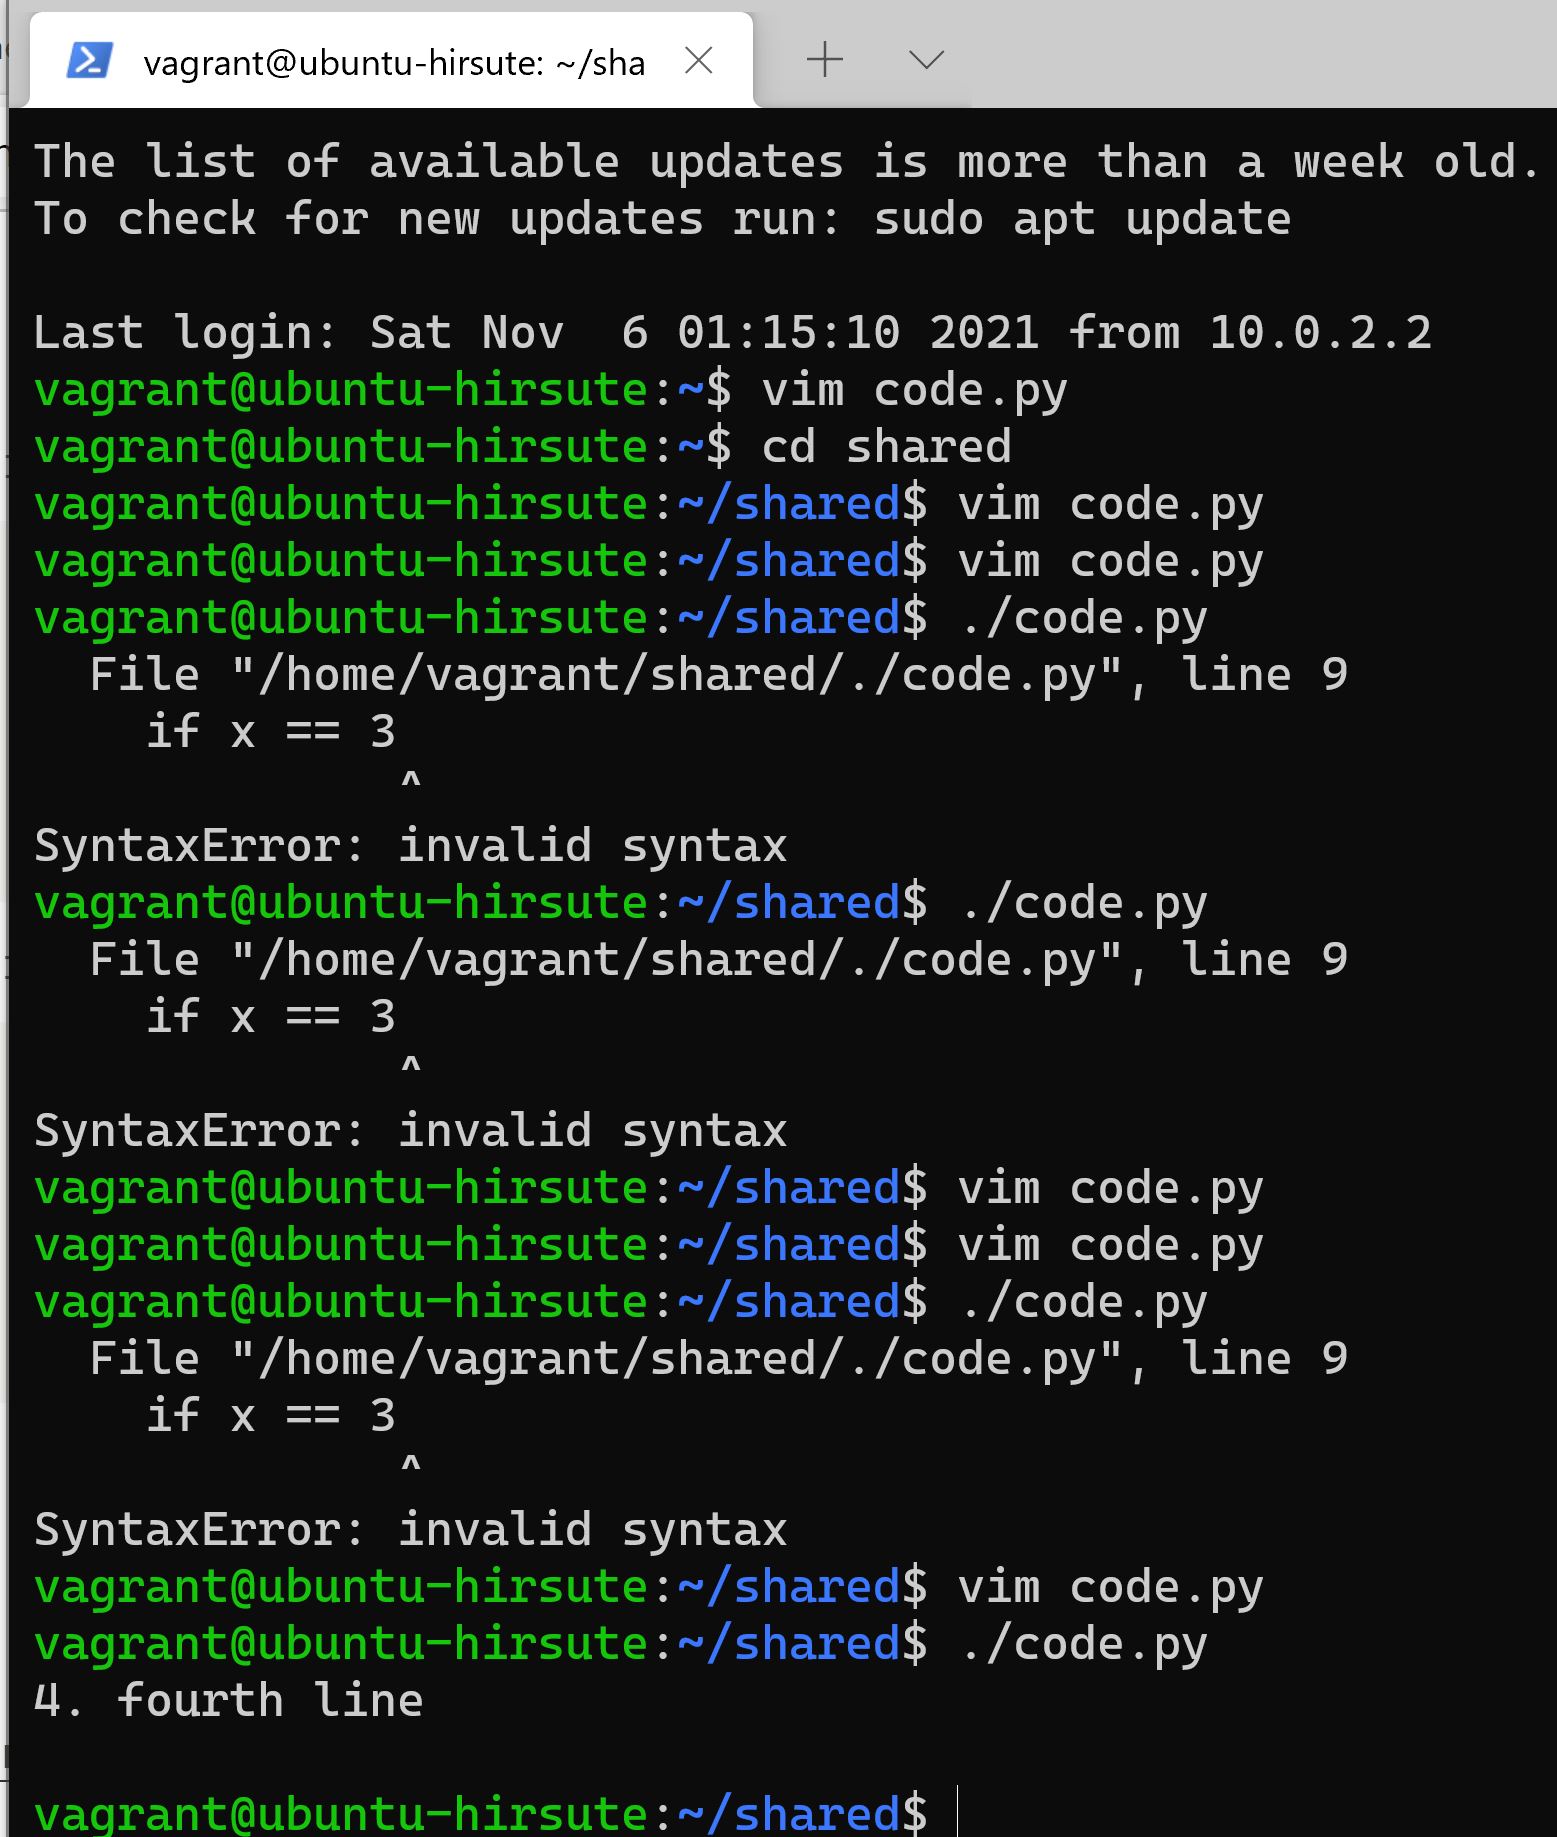 vagrant@ubuntu-hirsute: ~/sha
The list of available updates is more than a week old.
To check for new updates run: sudo apt update
Last login: Sat Nov  6 01:15:10 2021 from 10.0.2.2
vagrant@ubuntu-hirsute:~$ vim code.py
vagrant@ubuntu-hirsute:~$ cd shared
vagrant@ubuntu-hirsute:~/shared$ vim code.py
vagrant@ubuntu-hirsute:~/shared$ vim code.py
vagrant@ubuntu-hirsute:~/shared$ ./code.py
  File "/home/vagrant/shared/./code.py", line 9
    if x == 3
             ^
SyntaxError: invalid syntax
vagrant@ubuntu-hirsute:~/shared$ ./code.py
  File "/home/vagrant/shared/./code.py", line 9
    if x == 3
             ^
SyntaxError: invalid syntax
vagrant@ubuntu-hirsute:~/shared$ vim code.py
vagrant@ubuntu-hirsute:~/shared$ vim code.py
vagrant@ubuntu-hirsute:~/shared$ ./code.py
  File "/home/vagrant/shared/./code.py", line 9
    if x == 3
             ^
SyntaxError: invalid syntax
vagrant@ubuntu-hirsute:~/shared$ vim code.py
vagrant@ubuntu-hirsute:~/shared$ ./code.py
4. fourth line
vagrant@ubuntu-hirsute:~/shared$